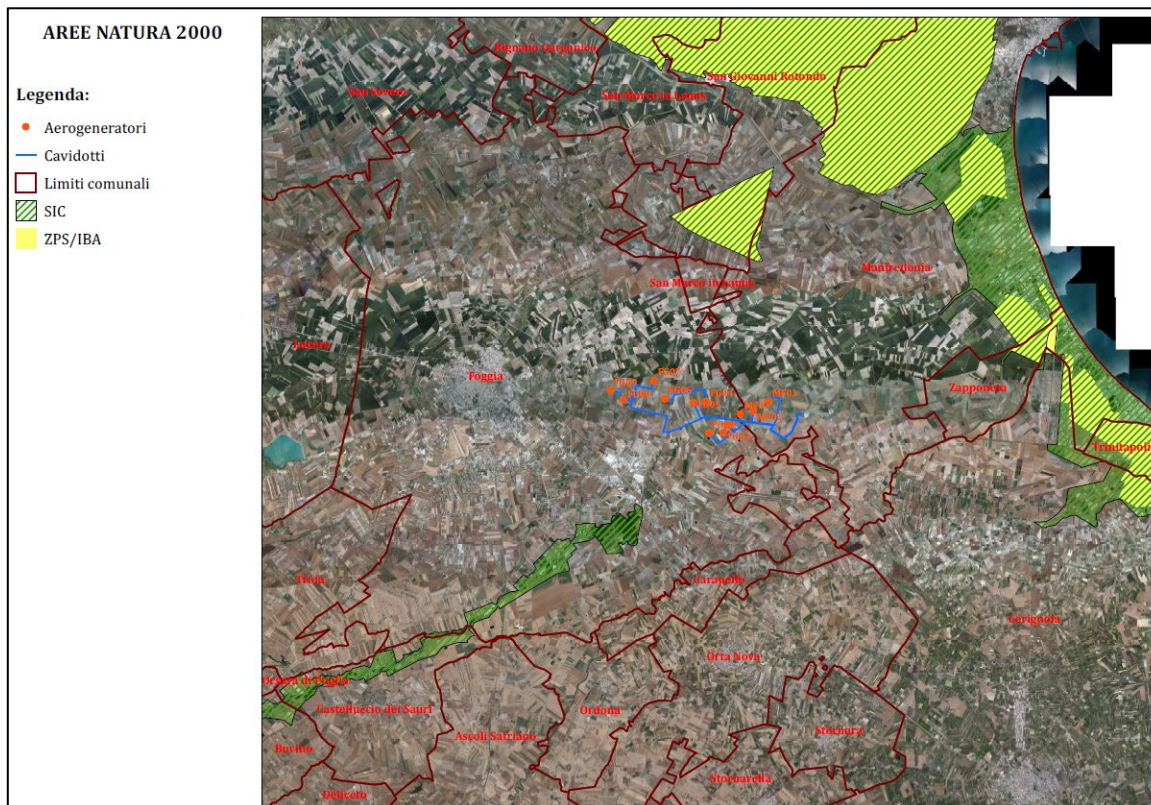 AREE NATURA 2000
Legenda:
Aerogeneratori
Cavidotti
Limiti comunali
SIC
ZPS/IBA
Rignano Garganico
San Giovanni Rotondo
San Severo
San Marco in Lamis
Manfredonia
San Marco in Lamis
Lucera
Foggia
Zapponeta
Trinitapoli
Troia
Carapelle
Cerignola
Orta Nova
Orsara di Puglia
Castelluccio dei Sauri
Ordona
Ascoli Satriano
Stornara
Bovino
Stornarella
Deliceto